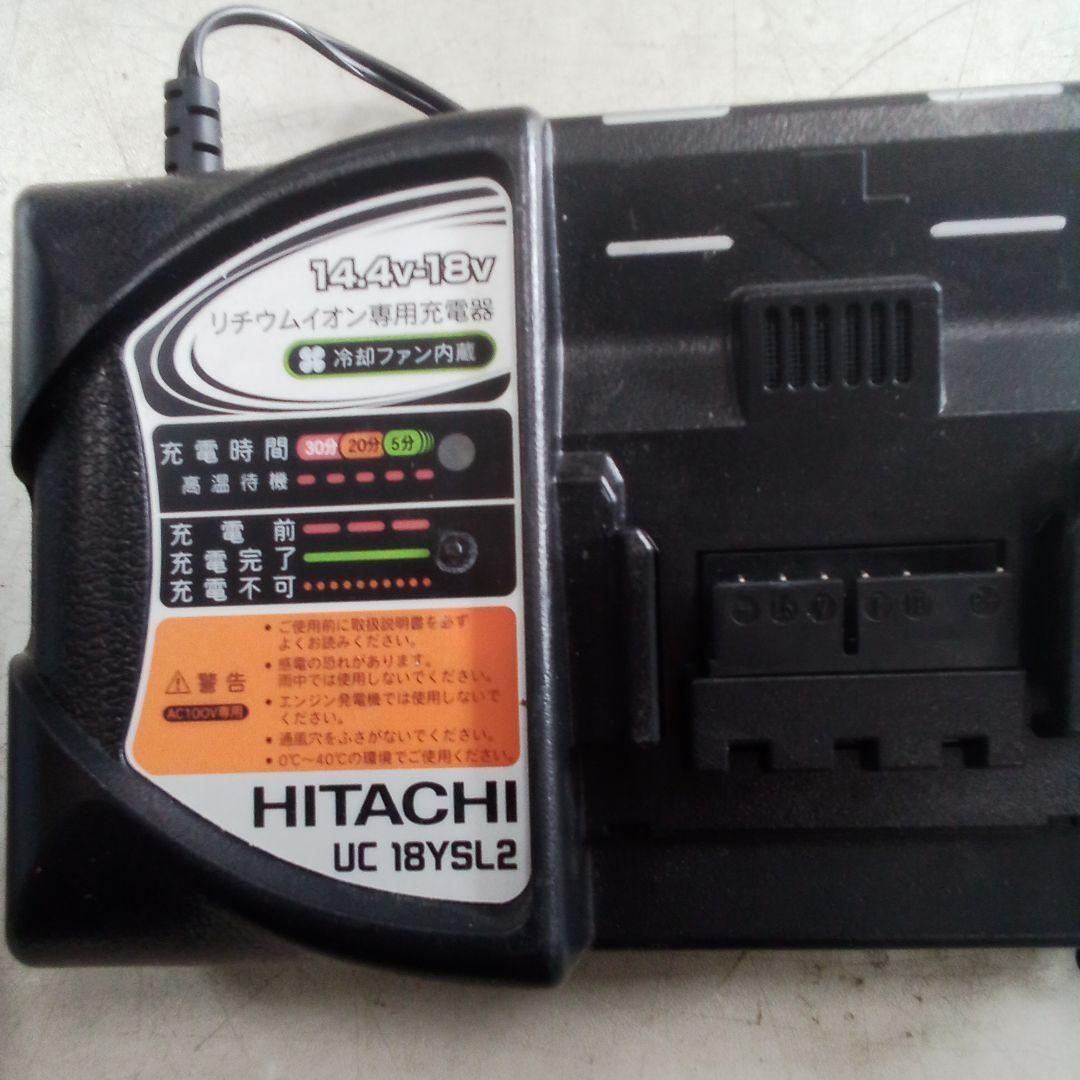 14.4V-18V
リチウムイオン専用充電器
冷却ファン内蔵
充電時間 30分 20分 5分
高温待機
充電前
充電完了
充電不可
警告
AC100V専用
• ご使用前に取扱説明書を必ず
よくお読みください。
• 感電の恐れがあります。
雨中では使用しないでください。
• エンジン発電機では使用しないで
ください。
• 通風穴をふさがないでください。
• 0℃〜40℃の環境でご使用ください。
HITACHI
UC 18YSL2